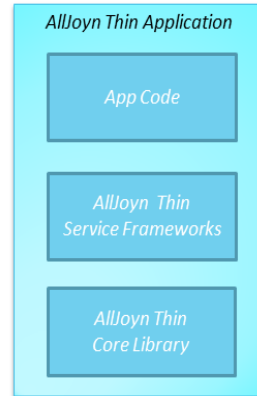 AllJoyn Thin Application
App Code
AllJoyn Thin
Service Frameworks
AllJoyn Thin
Core Library